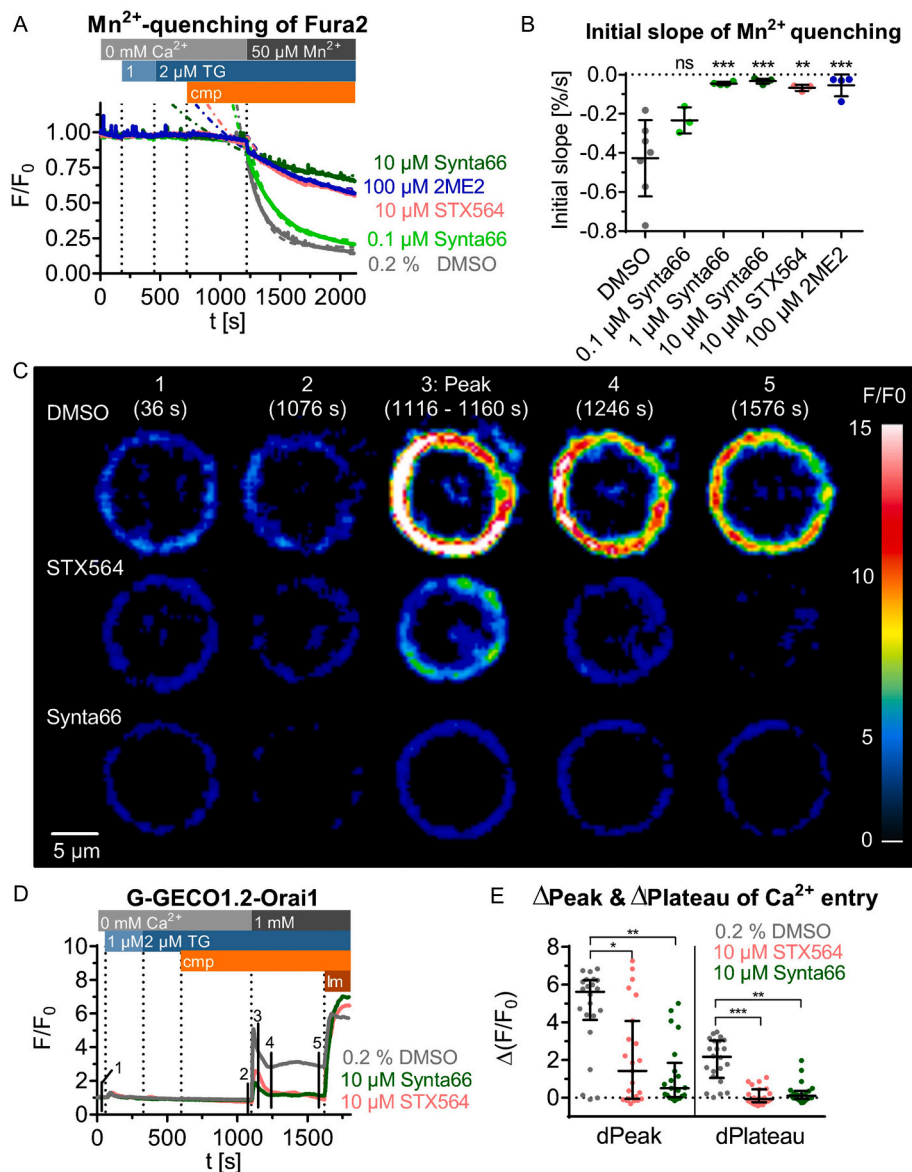 A
Mn²⁺-quenching of Fura2
0 mM Ca²⁺
50 µM Mn²⁺
1
2 µM TG
cmp
F/F₀
1.00
0.75
0.50
0.25
0.00
0
500
1000
1500
2000
t [s]
10 µM Synta66
100 µM 2ME2
10 µM STX564
0.1 µM Synta66
0.2 % DMSO
B
Initial slope of Mn²⁺ quenching
ns
***
***
**
***
Initial slope [%/s]
0.0
-0.2
-0.4
-0.6
-0.8
DMSO
0.1 µM Synta66
1 µM Synta66
10 µM Synta66
10 µM STX564
100 µM 2ME2
C
1
(36 s)
2
(1076 s)
3: Peak
(1116 - 1160 s)
4
(1246 s)
5
(1576 s)
F/F0
DMSO
STX564
Synta66
15
10
5
0
5 µm
D
G-GECO1.2-Orai1
0 mM Ca²⁺
1 mM
1 µM
2 µM TG
cmp
Im
F/F₀
10
8
6
4
2
0
1
2
3
4
5
0
500
1000
1500
t [s]
0.2 % DMSO
10 µM Synta66
10 µM STX564
E
ΔPeak & ΔPlateau of Ca²⁺ entry
0.2 % DMSO
10 µM STX564
10 µM Synta66
**
*
**
***
Δ(F/F₀)
6
4
2
0
dPeak
dPlateau